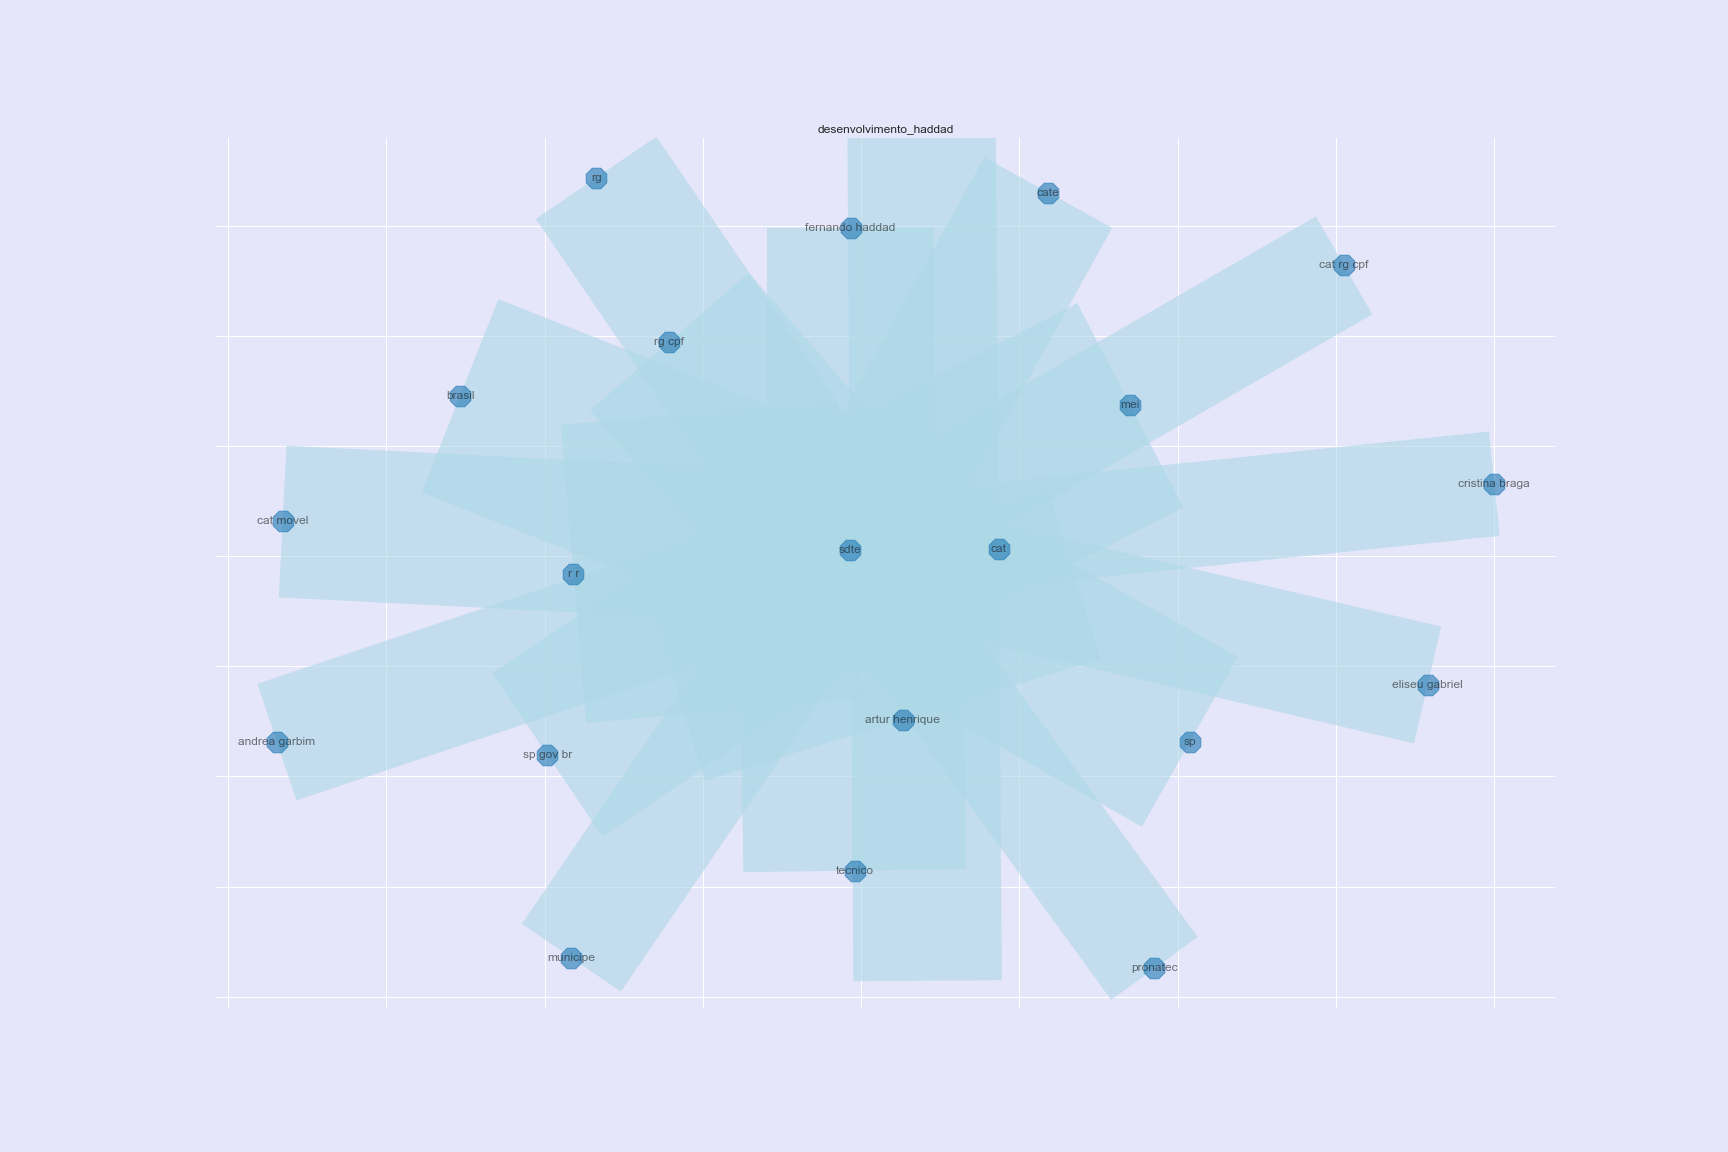 desenvolvimento_haddad
rg
cate
fernando haddad
cat rg cpf
rg cpf
brasil
mei
cristina braga
cat movel
sdte
cat
r r
eliseu gabriel
artur henrique
andrea garbim
sp
sp gov br
tecnico
municipe
pronatec